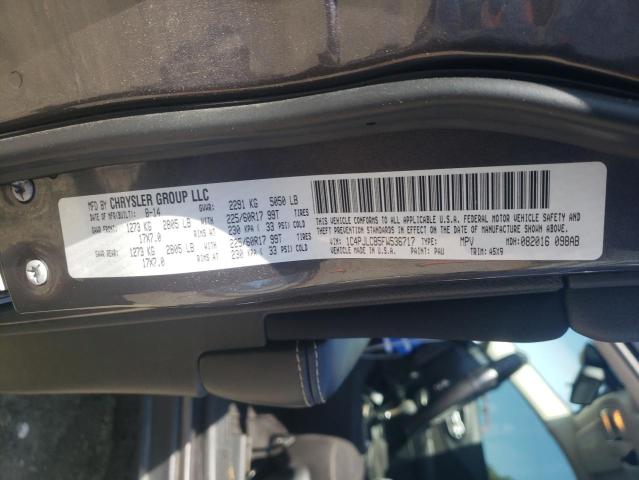 MFD BY CHRYSLER GROUP LLC
DATE OF MFR/BUILT: 8-14 GVWR: 2291 KG 5050 LB
GAWR FRONT: 1273 KG 2805 LB WITH 225/60R17 99T TIRES
17X7.0 RIMS AT 230 KPA ( 33 PSI) COLD
GAWR REAR: 1273 KG 2805 LB WITH 225/60R17 99T TIRES
17X7.0 RIMS AT 230 KPA ( 33 PSI) COLD
THIS VEHICLE CONFORMS TO ALL APPLICABLE U.S.A. FEDERAL MOTOR VEHICLE SAFETY, BUMPER, AND
THEFT PREVENTION STANDARDS IN EFFECT ON THE DATE OF MANUFACTURE SHOWN ABOVE.
VIN: 1C4PJLCB5FW536717 TYPE: MPV MDH: 082016 098AB
VEHICLE MADE IN U.S.A. PAINT: PAU TRIM: A5X9